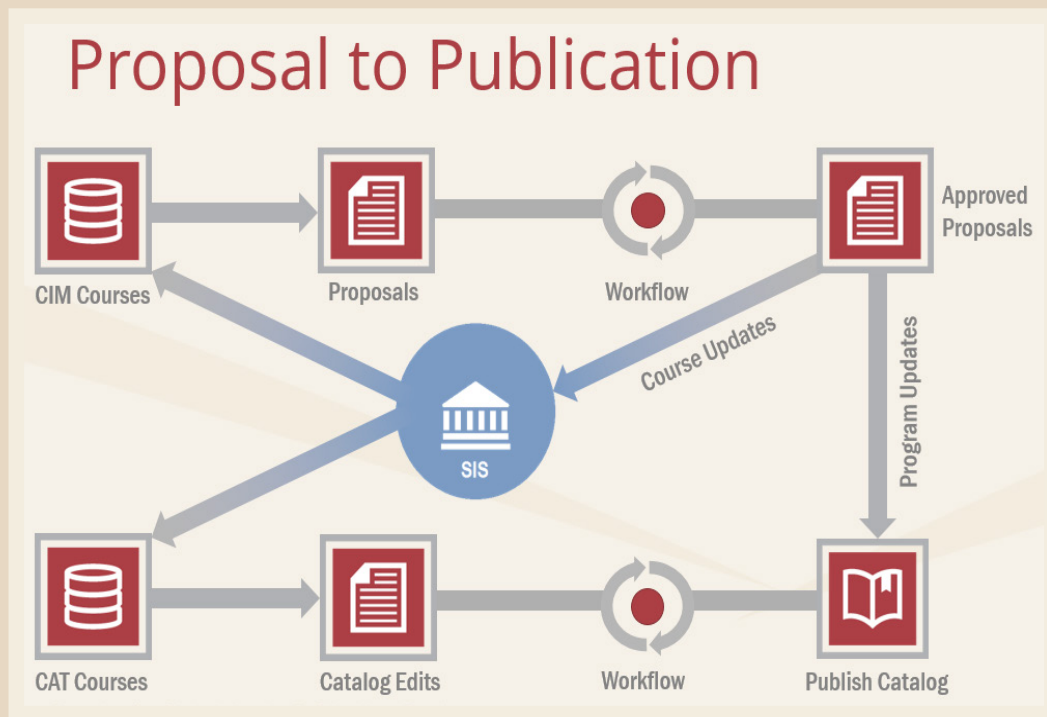 Proposal to Publication
Approved
Proposals
CIM Courses
Proposals
Workflow
Course Updates
Program Updates
SIS
CAT Courses
Catalog Edits
Workflow
Publish Catalog